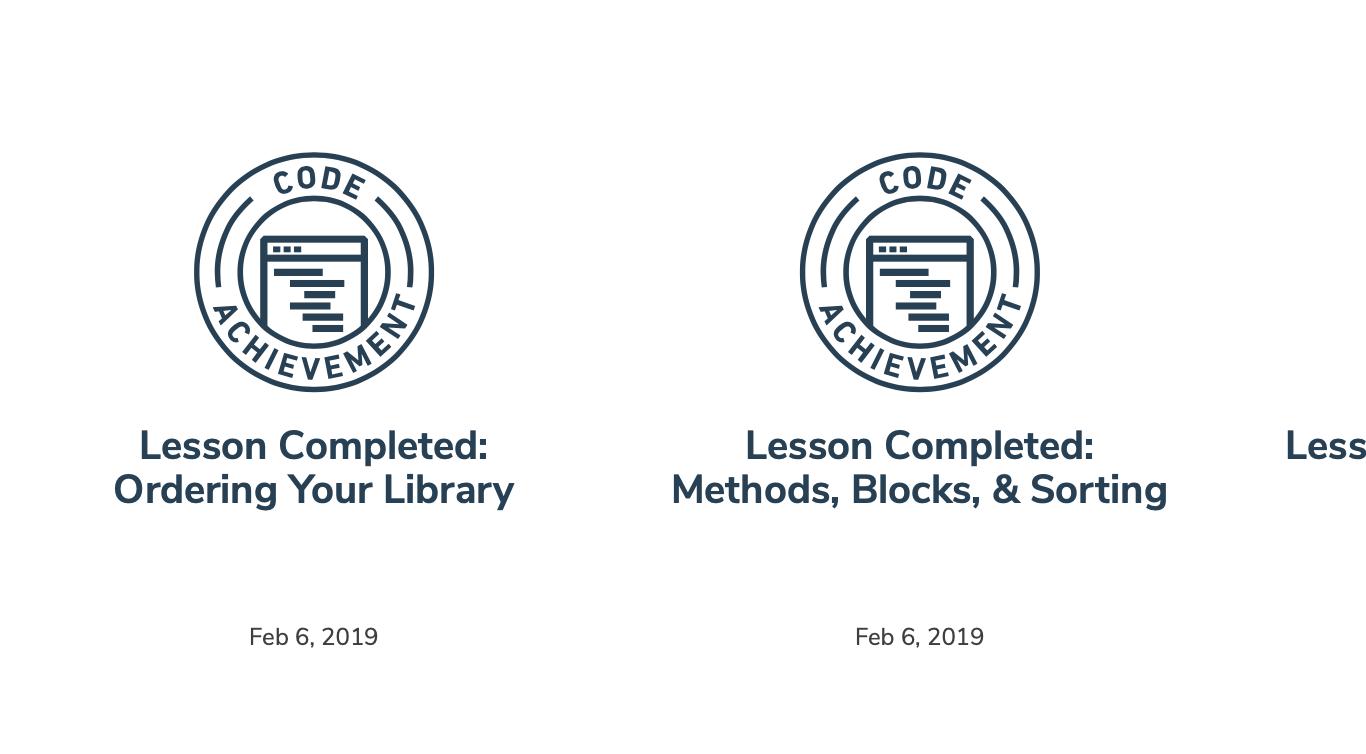 CODE
ACHIEVEMENT
Lesson Completed:
Ordering Your Library
Feb 6, 2019
CODE
ACHIEVEMENT
Lesson Completed:
Methods, Blocks, & Sorting
Feb 6, 2019
Less